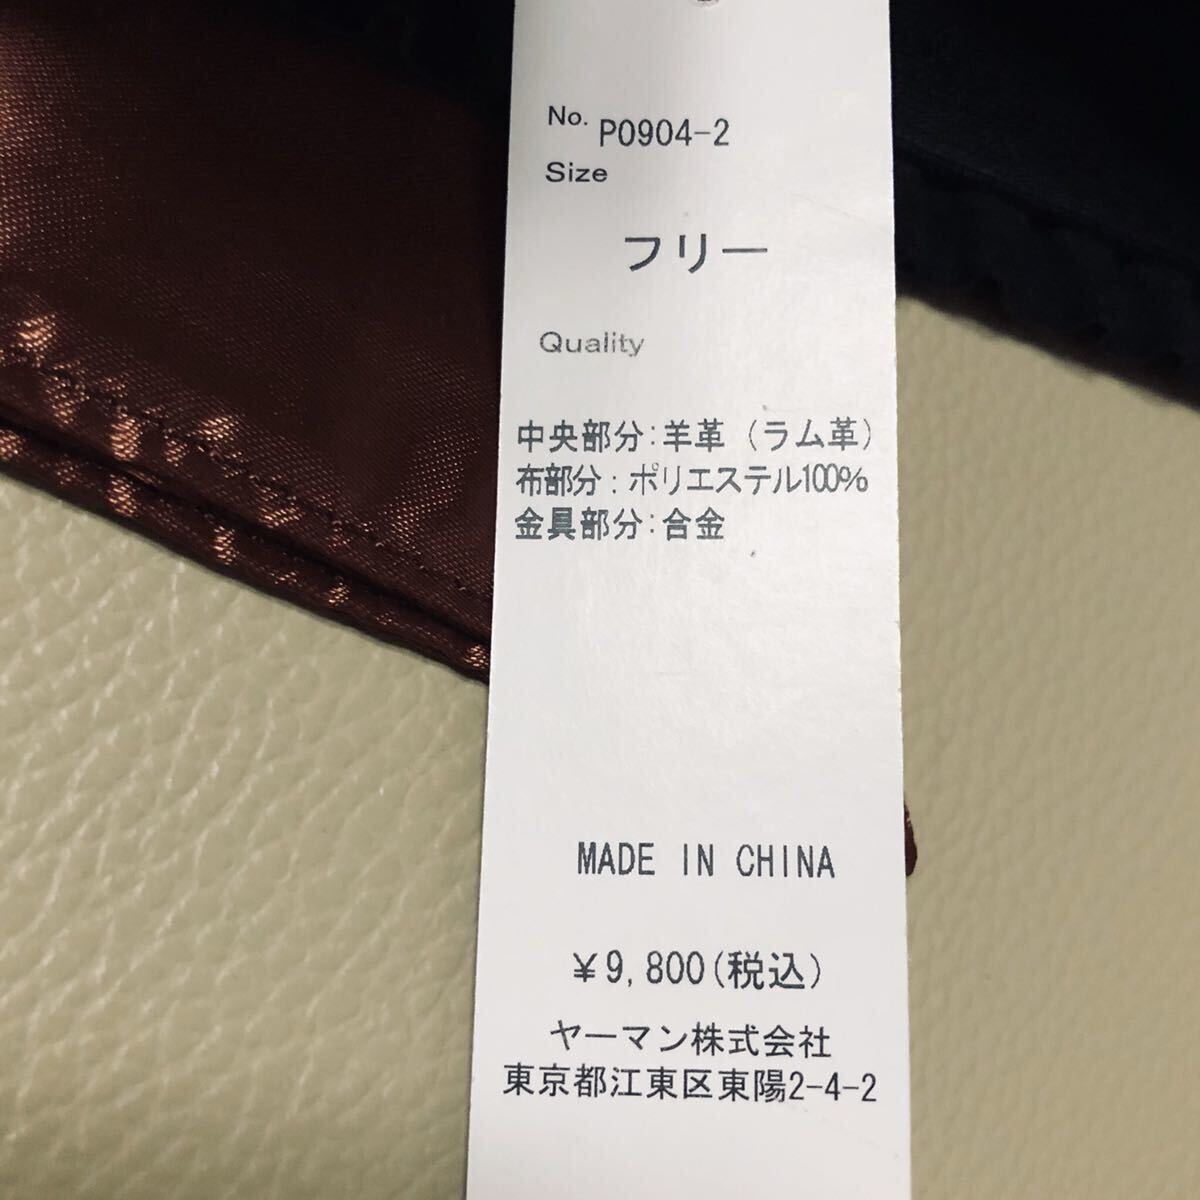 No. P0904-2
Size
フリー
Quality
中央部分:羊革（ラム革）
布部分:ポリエステル100%
金具部分:合金
MADE IN CHINA
¥9,800(税込)
ヤーマン株式会社
東京都江東区東陽2-4-2